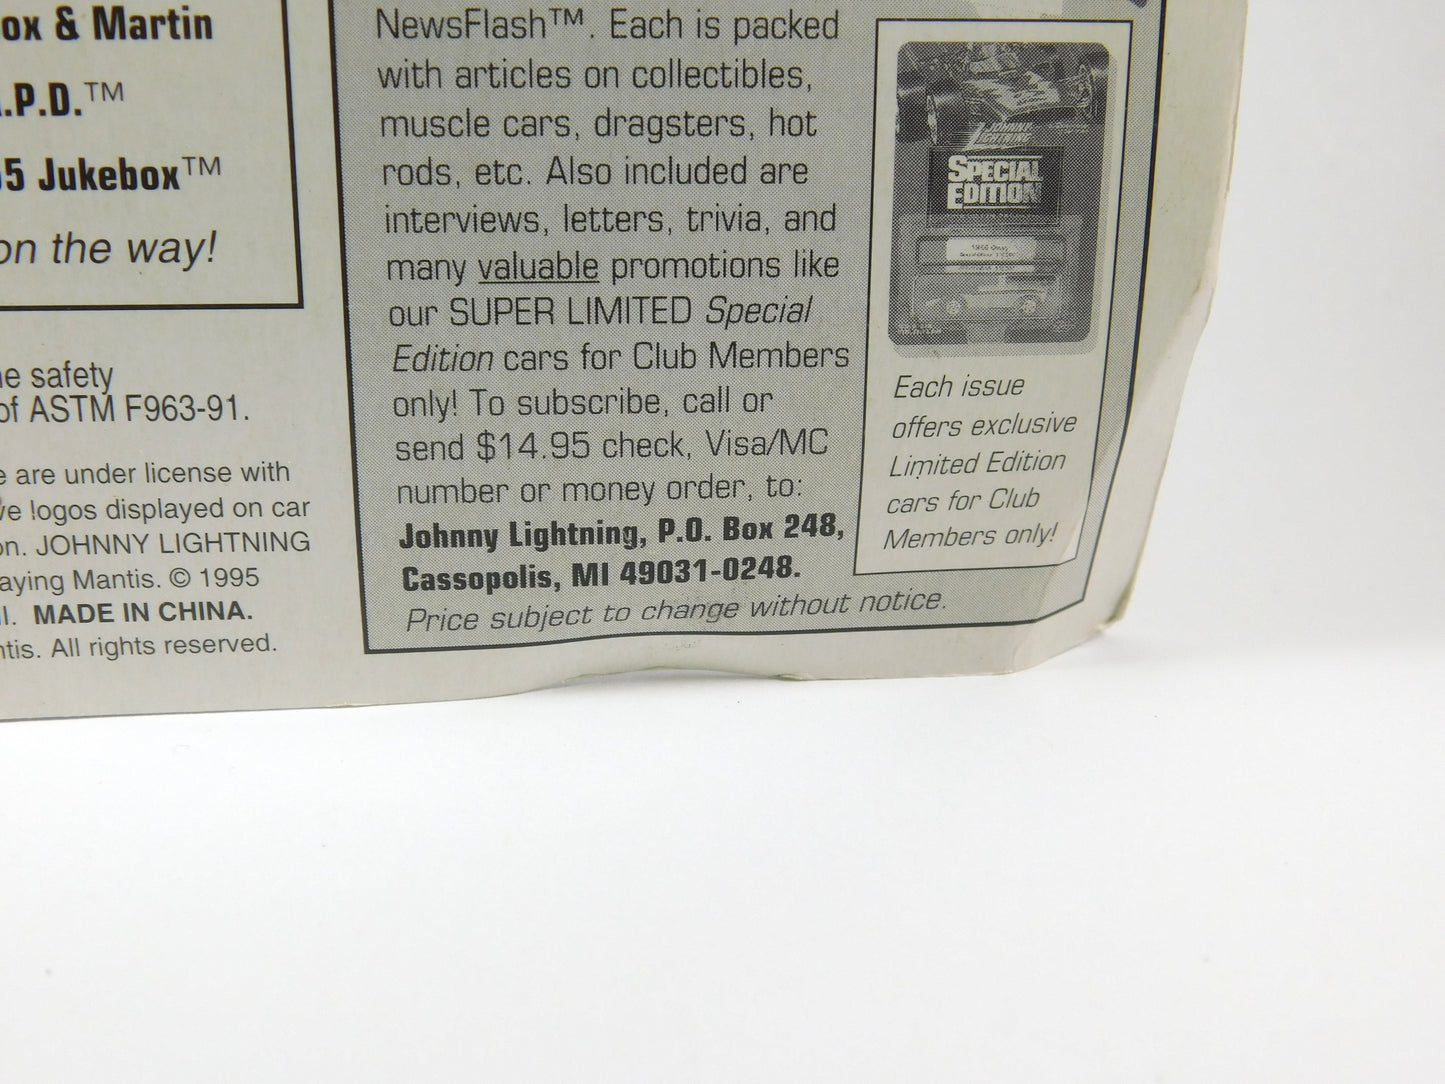 ox & Martin
.P.D.™
5 Jukebox™
on the way!
e safety
of ASTM F963-91.
e are under license with
ve logos displayed on car
on. JOHNNY LIGHTNING
aying Mantis. © 1995
MADE IN CHINA.
ntis. All rights reserved.
NewsFlash™. Each is packed
with articles on collectibles,
muscle cars, dragsters, hot
rods, etc. Also included are
interviews, letters, trivia, and
many valuable promotions like
our SUPER LIMITED Special
Edition cars for Club Members
only! To subscribe, call or
send $14.95 check, Visa/MC
number or money order, to:
Johnny Lightning, P.O. Box 248,
Cassopolis, MI 49031-0248.
Price subject to change without notice.
JOHNNY
LIGHTNING
SPECIAL
EDITION
Each issue
offers exclusive
Limited Edition
cars for Club
Members only!